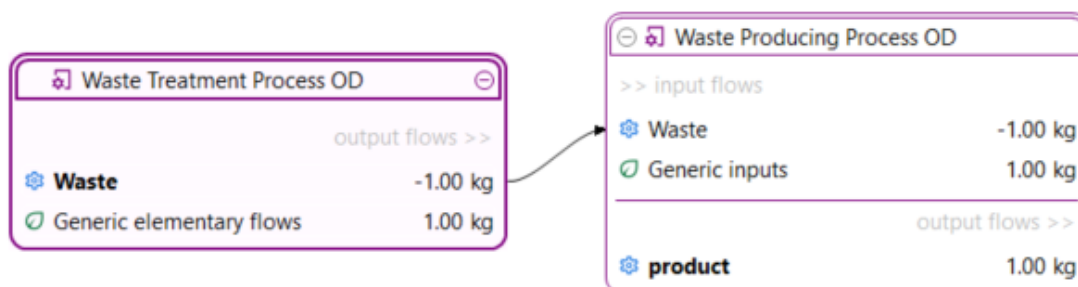 Waste Treatment Process OD
output flows >>
Waste -1.00 kg
Generic elementary flows 1.00 kg
Waste Producing Process OD
>> input flows
Waste -1.00 kg
Generic inputs 1.00 kg
output flows >>
product 1.00 kg